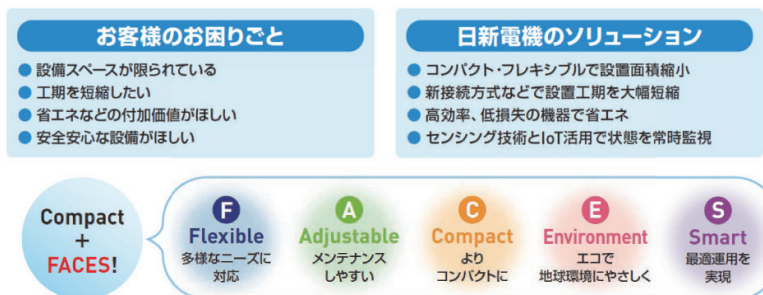 お客様のお困りごと
● 設備スペースが限られている
● 工期を短縮したい
● 省エネなどの付加価値がほしい
● 安全安心な設備がほしい
日新電機のソリューション
● コンパクト・フレキシブルで設置面積縮小
● 新接続方式などで設置工期を大幅短縮
● 高効率、低損失の機器で省エネ
● センシング技術とIoT活用で状態を常時監視
Compact
+
FACES!
F
Flexible
多様なニーズに
対応
A
Adjustable
メンテナンス
しやすい
C
Compact
より
コンパクトに
E
Environment
エコで
地球環境にやさしく
S
Smart
最適運用を
実現